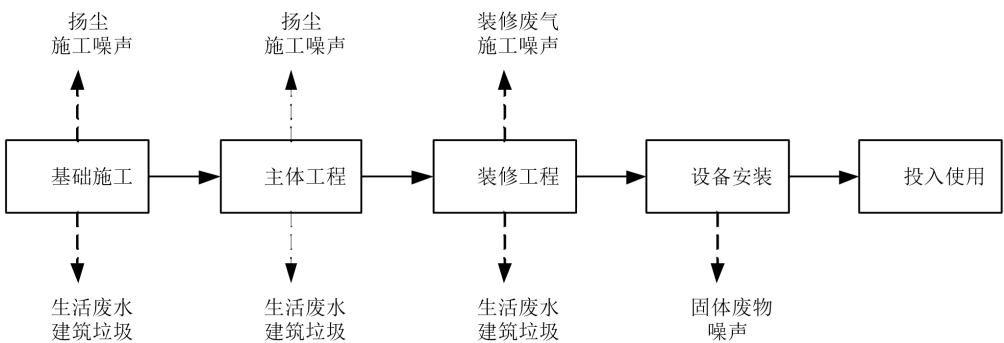 扬尘
施工噪声
扬尘
施工噪声
装修废气
施工噪声
基础施工
主体工程
装修工程
设备安装
投入使用
生活废水
建筑垃圾
生活废水
建筑垃圾
生活废水
建筑垃圾
固体废物
噪声